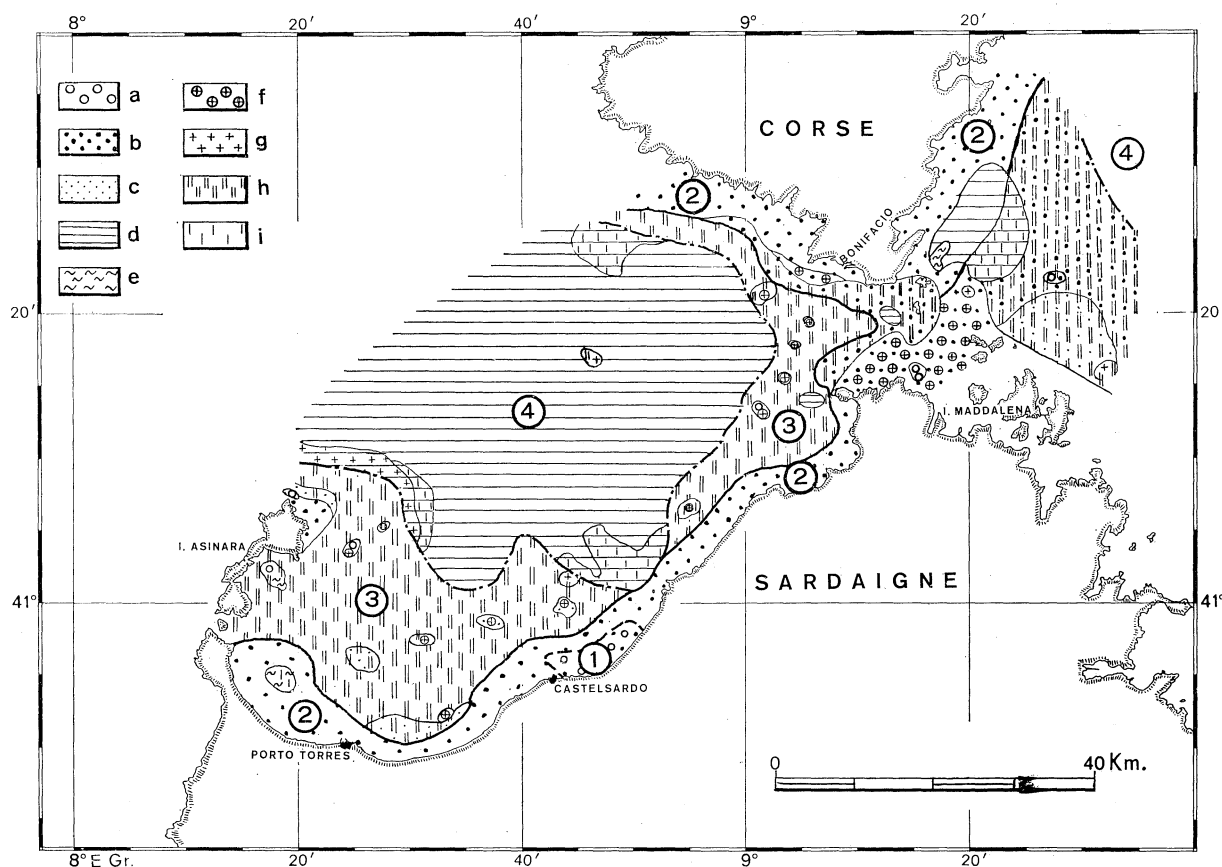 8° 20′ 40′ 9° 20′
a f
b g
c h
d i
e
CORSE
2
4
2
BONIFACIO
20′ 20
4
3
I. MADDALENA
2
I. ASINARA
SARDAIGNE
41° 41°
3
1
CASTELSARDO
2
PORTO TORRES
0 40 Km.
8° E Gr. 20′ 40′ 9° 20′